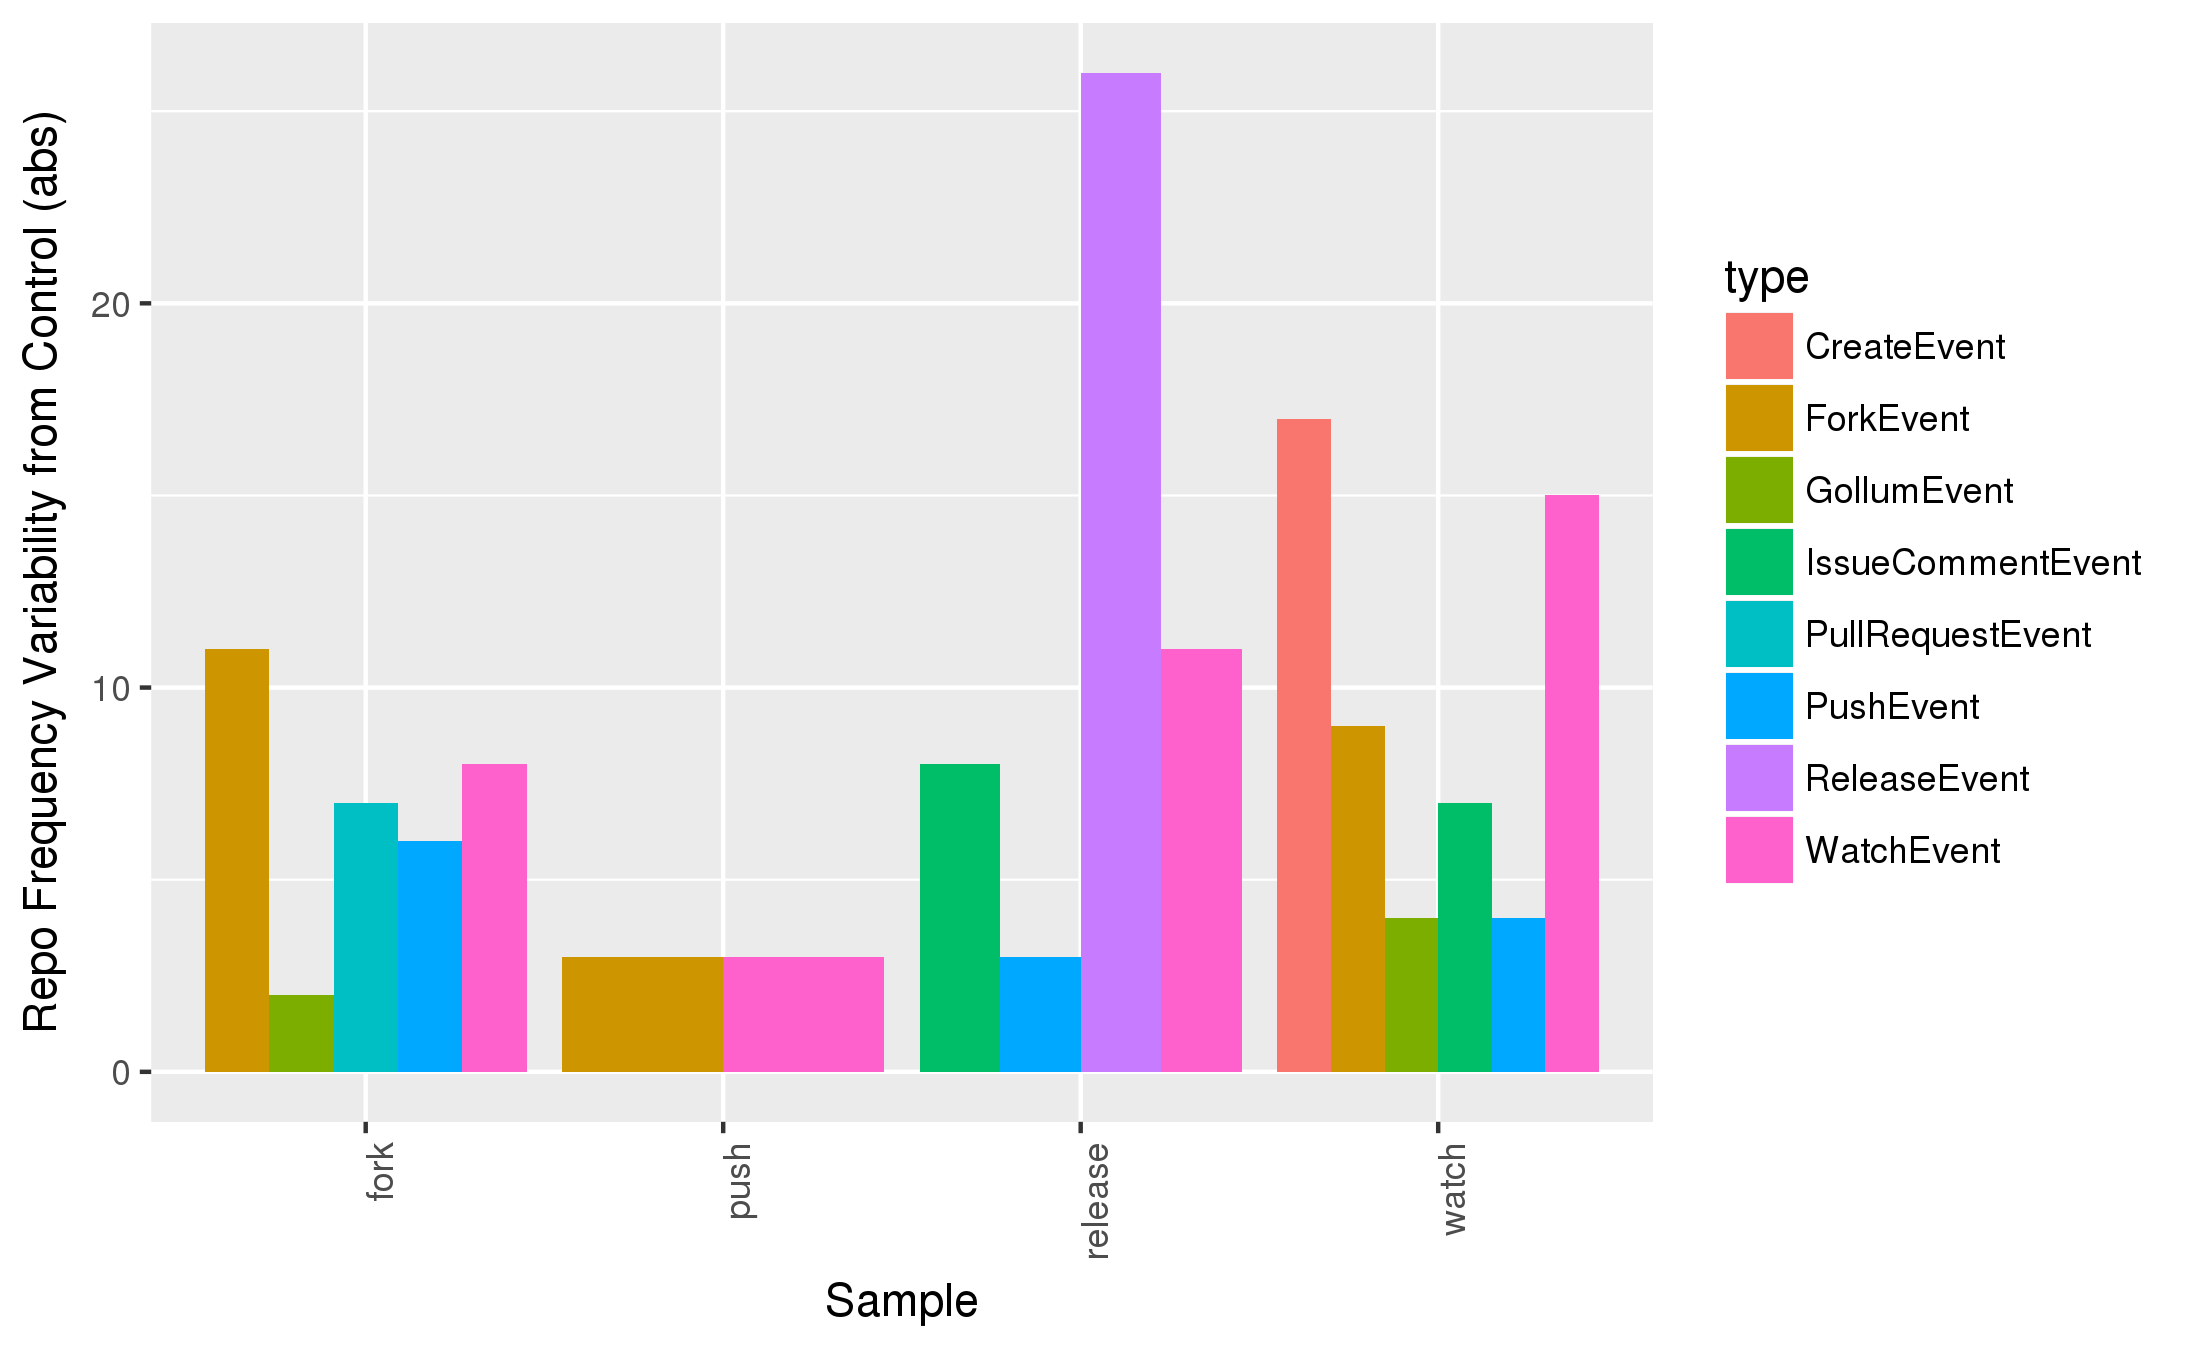 Repo Frequency Variability from Control (abs)
20
10
0
fork
push
release
watch
Sample
type
CreateEvent
ForkEvent
GollumEvent
IssueCommentEvent
PullRequestEvent
PushEvent
ReleaseEvent
WatchEvent